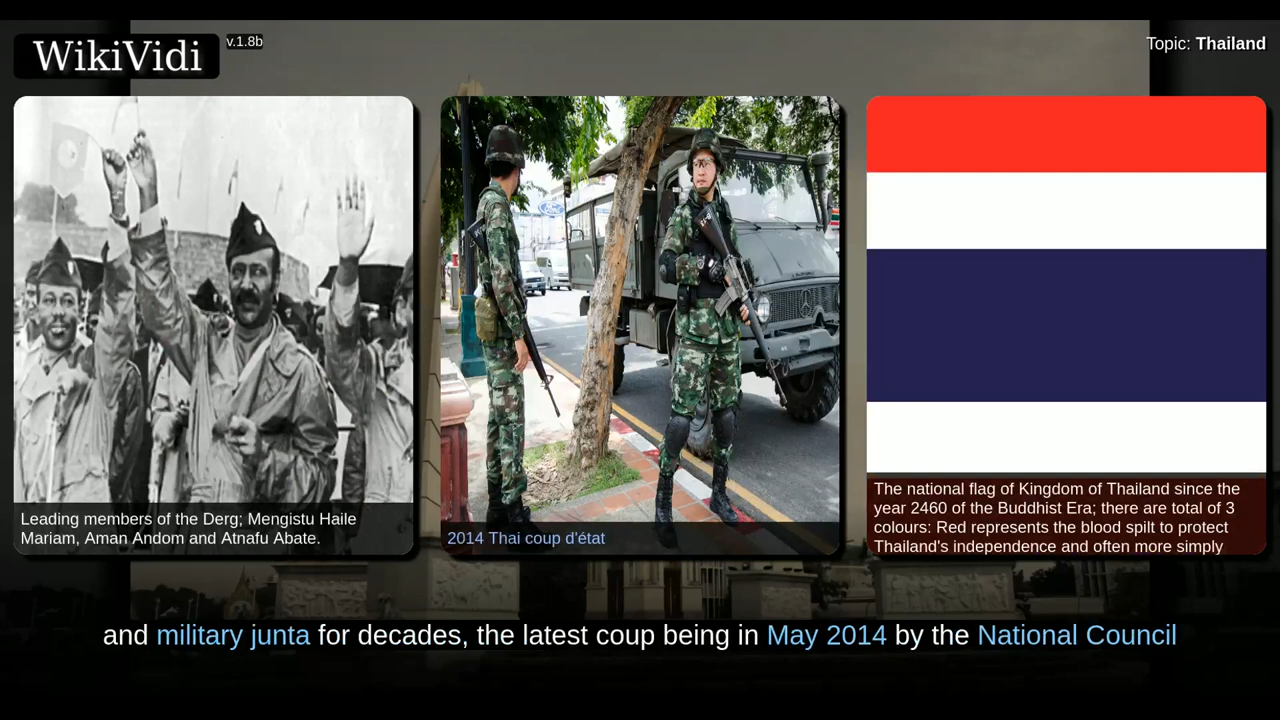 WikiVidi
v.1.8b
Topic: Thailand
Leading members of the Derg; Mengistu Haile
Mariam, Aman Andom and Atnafu Abate.
2014 Thai coup d'état
The national flag of Kingdom of Thailand since the
year 2460 of the Buddhist Era; there are total of 3
colours: Red represents the blood spilt to protect
Thailand's independence and often more simply
and military junta for decades, the latest coup being in May 2014 by the National Council